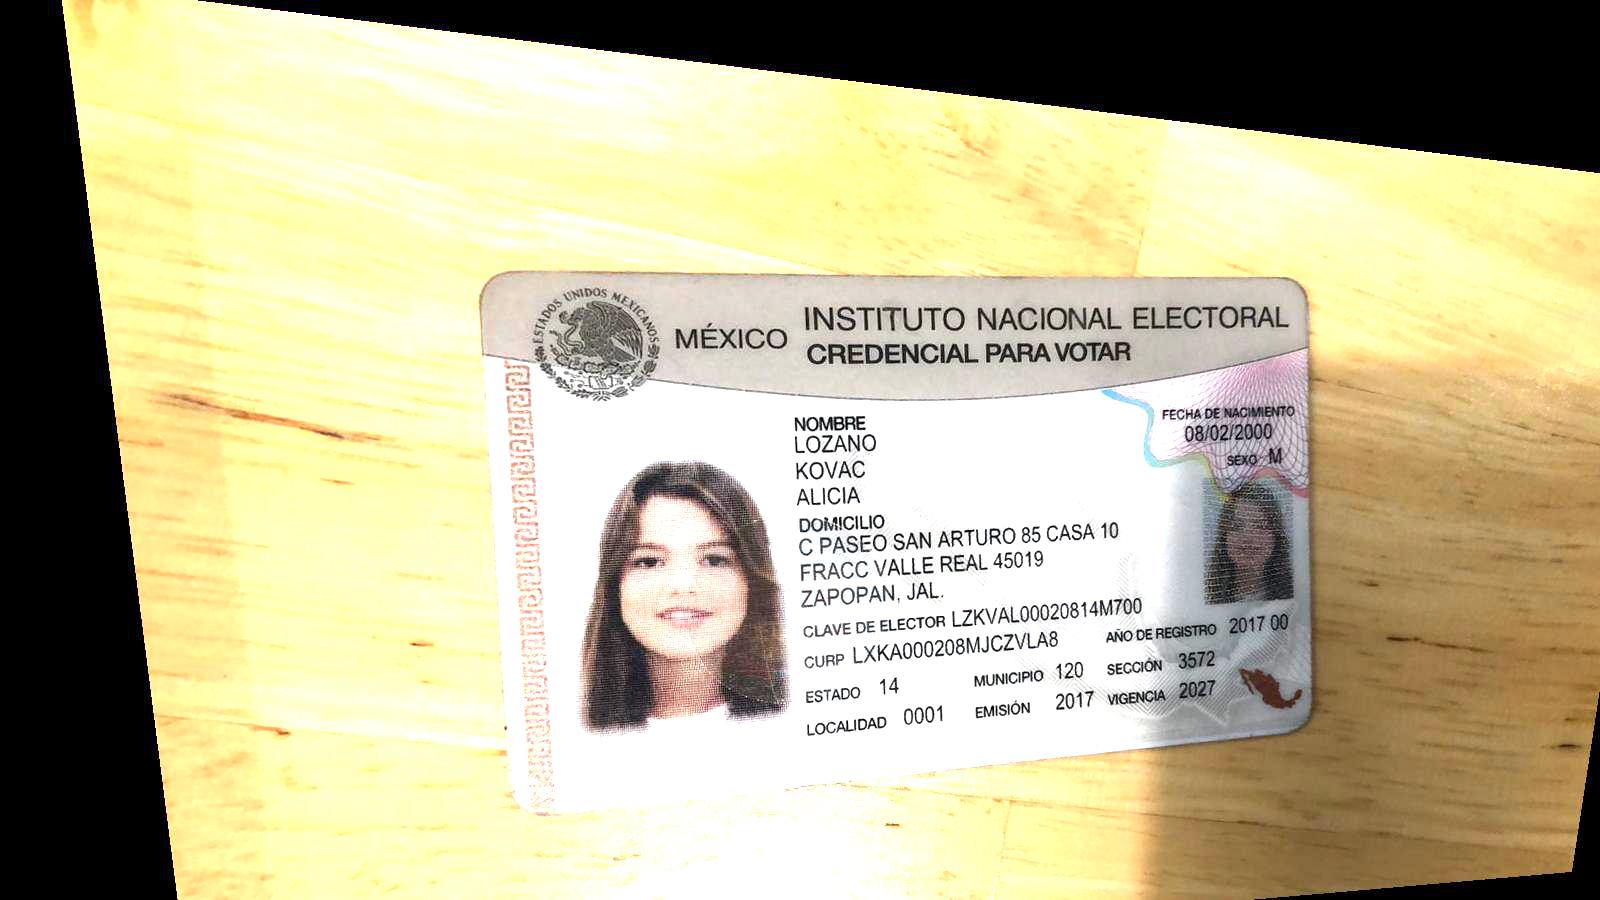 ESTADOS UNIDOS MEXICANOS
MÉXICO INSTITUTO NACIONAL ELECTORAL
CREDENCIAL PARA VOTAR
NOMBRE
LOZANO
KOVAC
ALICIA
FECHA DE NACIMIENTO
08/02/2000
SEXO M
DOMICILIO
C PASEO SAN ARTURO 85 CASA 10
FRACC VALLE REAL 45019
ZAPOPAN, JAL.
CLAVE DE ELECTOR LZKVAL00020814M700
CURP LXKA000208MJCZVLA8 AÑO DE REGISTRO 2017 00
ESTADO 14 MUNICIPIO 120 SECCIÓN 3572
LOCALIDAD 0001 EMISIÓN 2017 VIGENCIA 2027